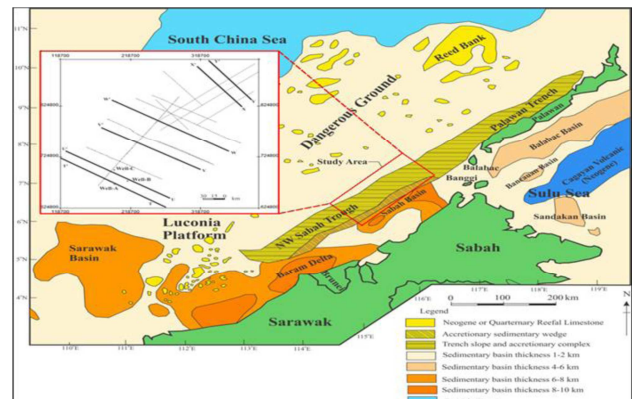 South China Sea
Reed Bank
Dangerous Ground
Palawan Trench
Palawan
Study Area
Balabac
Banggi
Balabac Basin
Bancauan Basin
Cagayan Volcanic
(Neogene)
Sulu Sea
Sandakan Basin
NW Sabah Trough
Sabah Basin
Luconia
Platform
Sarawak
Basin
Baram Delta
Brunei
Sabah
Sarawak
Well-C
Well-B
Well-A
11°N
10°N
9°N
8°N
7°N
6°N
5°N
4°N
110°E
111°E
112°E
113°E
114°E
115°E
116°E
117°E
118°E
119°E
0 100 200 km
N
Legend
Neogene or Quarternary Reefal Limestone
Accretionary sedimentary wedge
Trench slope and accretionary complex
Sedimentary basin thickness 1-2 km
Sedimentary basin thickness 4-6 km
Sedimentary basin thickness 6-8 km
Sedimentary basin thickness 8-10 km